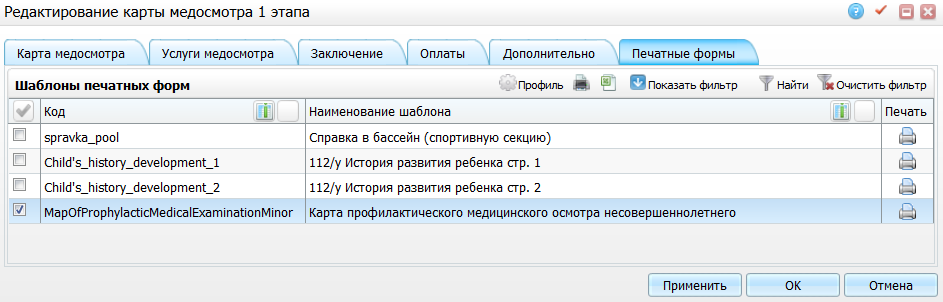 Редактирование карты медосмотра 1 этапа
Карта медосмотра Услуги медосмотра Заключение Оплаты Дополнительно Печатные формы
Шаблоны печатных форм Профиль Показать фильтр Найти Очистить фильтр
Код Наименование шаблона Печать
spravka_pool Справка в бассейн (спортивную секцию)
Child's_history_development_1 112/у История развития ребенка стр. 1
Child's_history_development_2 112/у История развития ребенка стр. 2
MapOfProphylacticMedicalExaminationMinor Карта профилактического медицинского осмотра несовершеннолетнего
Применить ОК Отмена